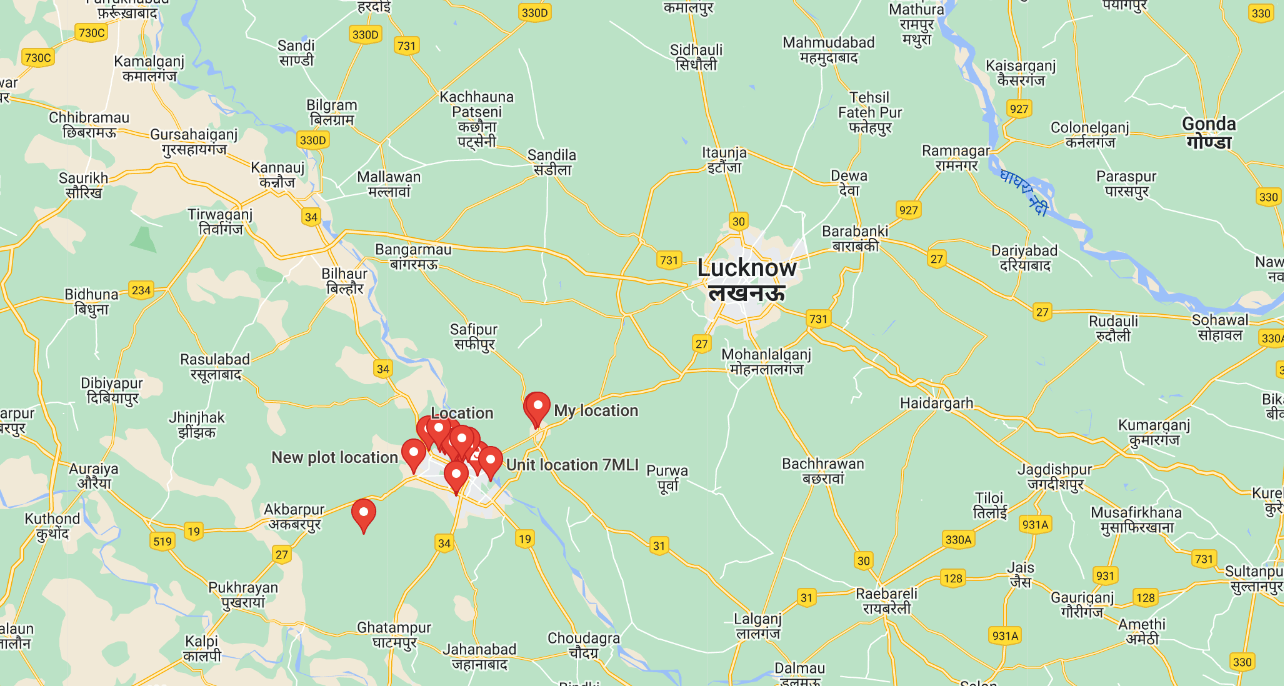 फ़र्रूख़ाबाद
हरदोई
330D
कमालपुर
Mathura
रामपुर
मथुरा
पयागपुर
330
730C
730C
330D
731
Sandi
साण्डी
Sidhauli
सिधौली
Mahmudabad
महमुदाबाद
Kamalganj
कमालगंज
Kaisarganj
कैसरगंज
Kachhauna
Patseni
कछौना
पट्सेनी
Bilgram
बिलग्राम
Tehsil
Fateh Pur
फतेहपुर
927
Chhibramau
छिबरामऊ
Gursahaiganj
गुरसहायगंज
330D
Colonelganj
कर्नलगंज
Gonda
गोण्डा
Sandila
संडीला
Itaunja
इटौंजा
Ramnagar
रामनगर
Kannauj
कन्नौज
Mallawan
मल्लावां
Dewa
देवा
Paraspur
पारसपुर
Saurikh
सौरिख
घाघरा नदी
330
Tirwaganj
तिर्वागंज
34
30
927
Barabanki
बाराबंकी
Bangarmau
बांगरमऊ
731
27
Dariyabad
दरियाबाद
Lucknow
लखनऊ
Bilhaur
बिल्हौर
234
Bidhuna
बिधुना
731
27
Rudauli
रुदौली
Sohawal
सोहावल
Safipur
सफीपुर
27
330A
Mohanlalganj
मोहनलालगंज
Rasulabad
रसूलाबाद
34
Dibiyapur
दिबियापुर
Haidargarh
Jhinjhak
झींझक
Location
My location
Kumarganj
कुमारगंज
New plot location
Unit location 7MLI
Purwa
पूर्वा
Bachhrawan
बछरावां
Auraiya
औरैया
Jagdishpur
जगदीशपुर
Tiloi
तिलोई
Akbarpur
अकबरपुर
Musafirkhana
मुसाफिरखाना
Kuthond
कुथोंद
19
519
27
34
19
31
330A
931A
30
731
Jais
जैस
128
931
Sultanpu
सुल्तानपुर
Pukhrayan
पुखरायां
31
Raebareli
रायबरेली
Gauriganj
गौरीगंज
128
Lalganj
लालगंज
Ghatampur
घाटमपुर
Kalpi
कालपी
Choudagra
चौदग्र
931A
Amethi
अमेठी
Jahanabad
जहानाबाद
330
Dalmau
डलमऊ